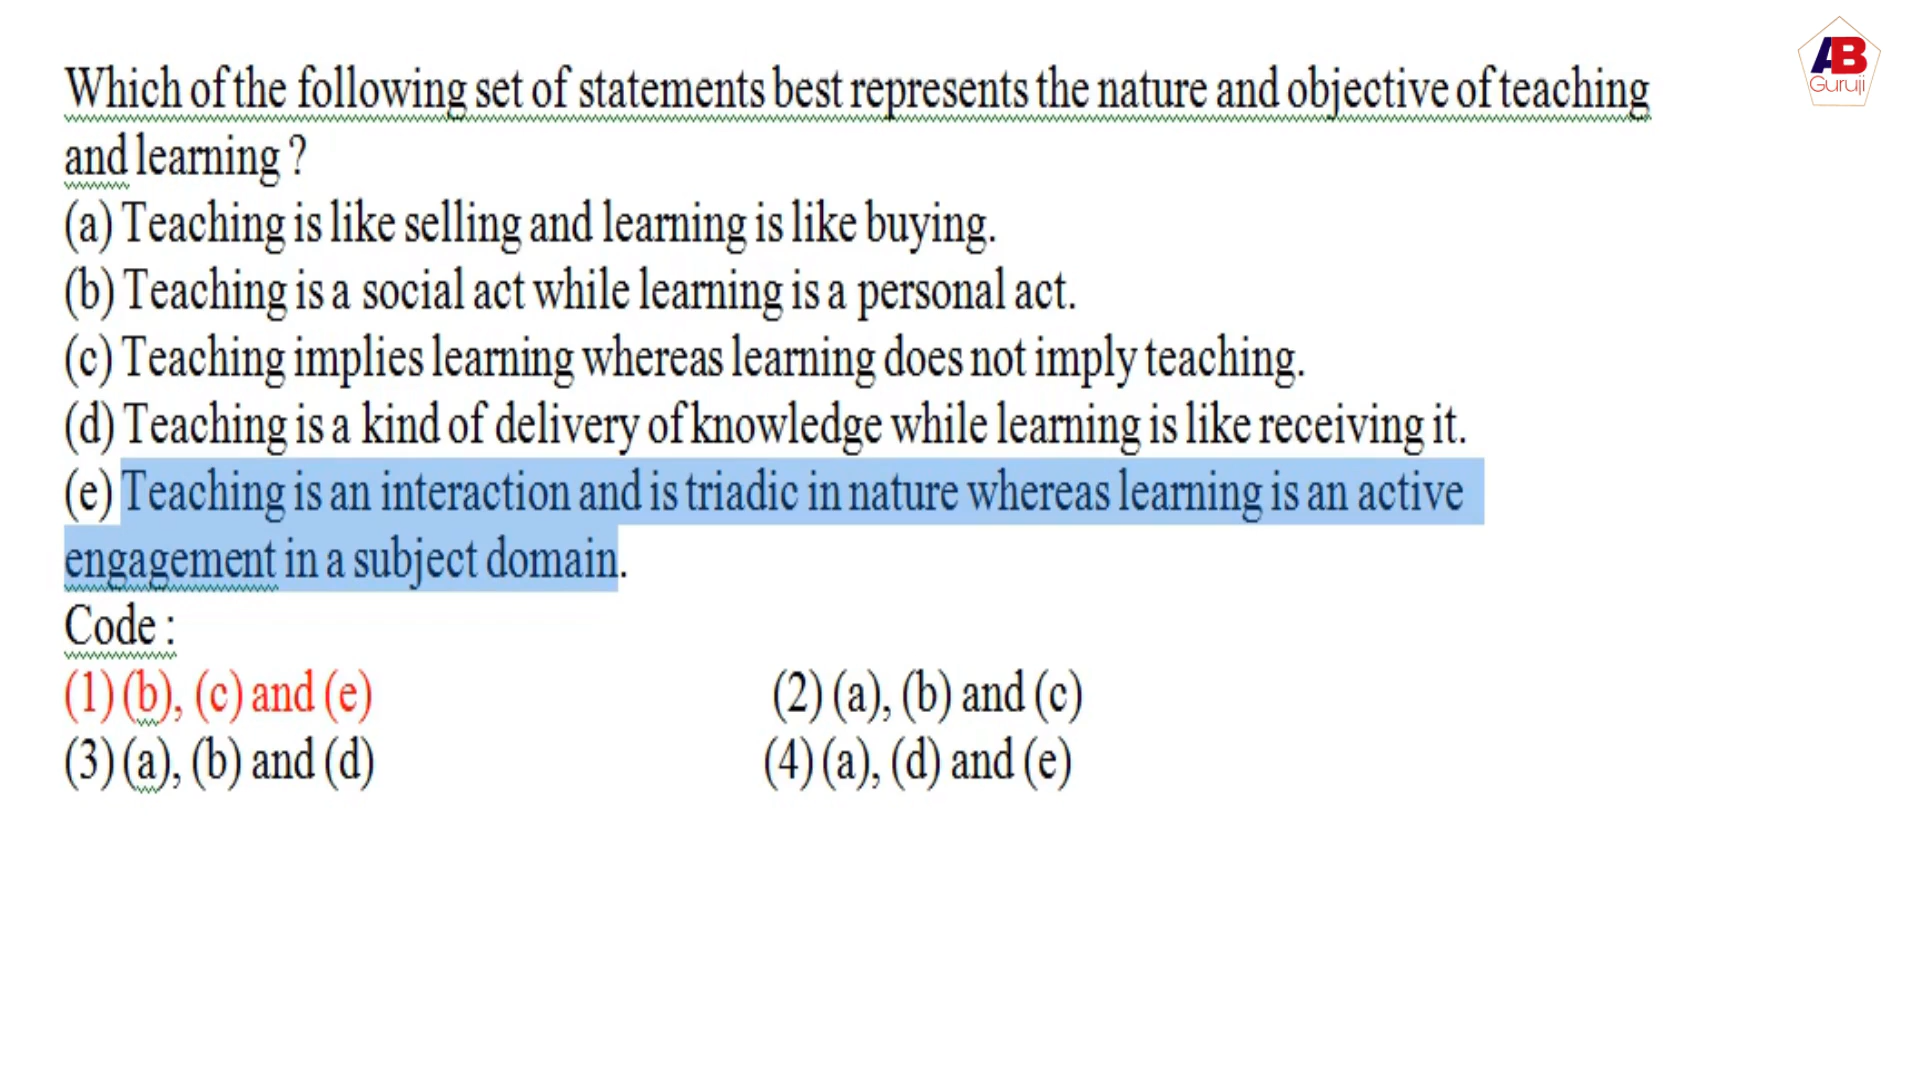 AB
Guruji
Which of the following set of statements best represents the nature and objective of teaching
and learning ?
(a) Teaching is like selling and learning is like buying.
(b) Teaching is a social act while learning is a personal act.
(c) Teaching implies learning whereas learning does not imply teaching.
(d) Teaching is a kind of delivery of knowledge while learning is like receiving it.
(e) Teaching is an interaction and is triadic in nature whereas learning is an active
engagement in a subject domain.
Code :
(1) (b), (c) and (e) (2) (a), (b) and (c)
(3) (a), (b) and (d) (4) (a), (d) and (e)